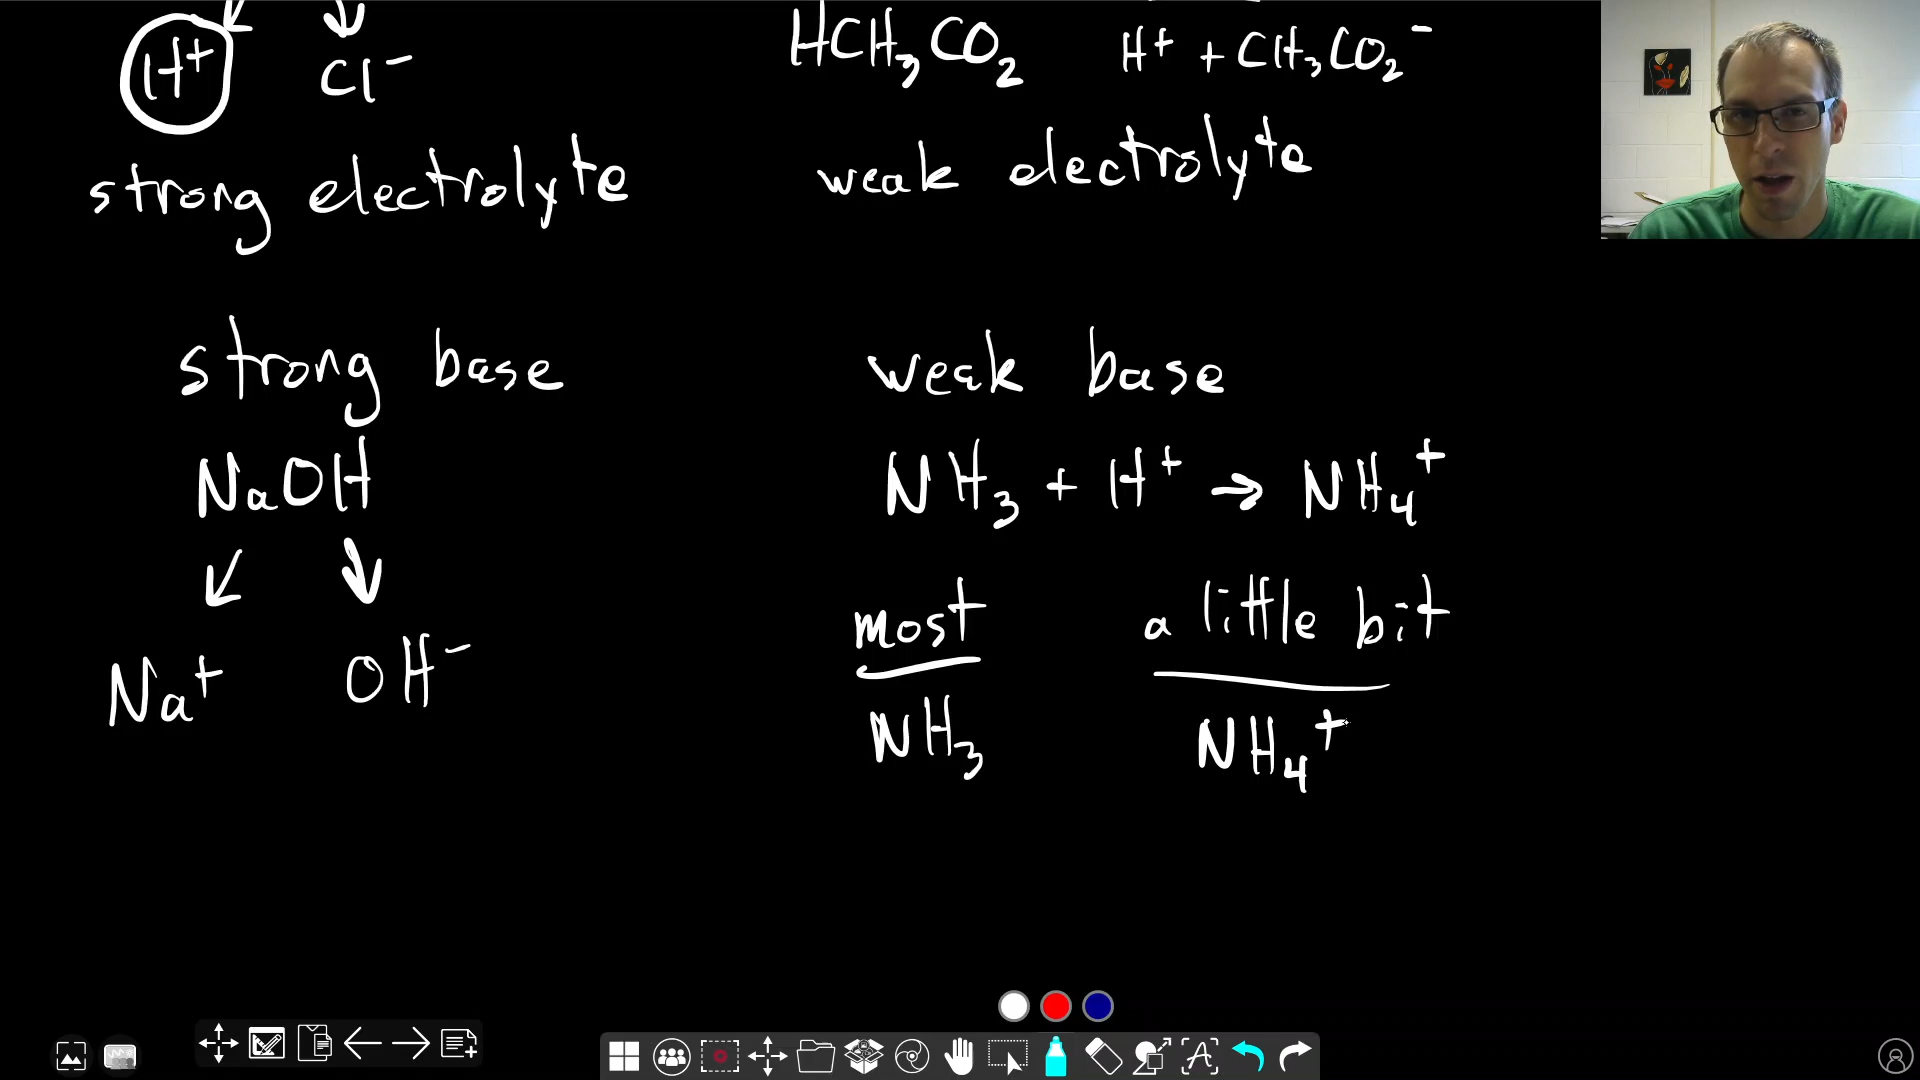 H⁺ Cl⁻
HCH₃CO₂ H⁺ + CH₃CO₂⁻
strong electrolyte
weak electrolyte
strong base
NaOH
↙ ↓
Na⁺ OH⁻
weak base
NH₃ + H⁺ → NH₄⁺
most a little bit
NH₃ NH₄⁺